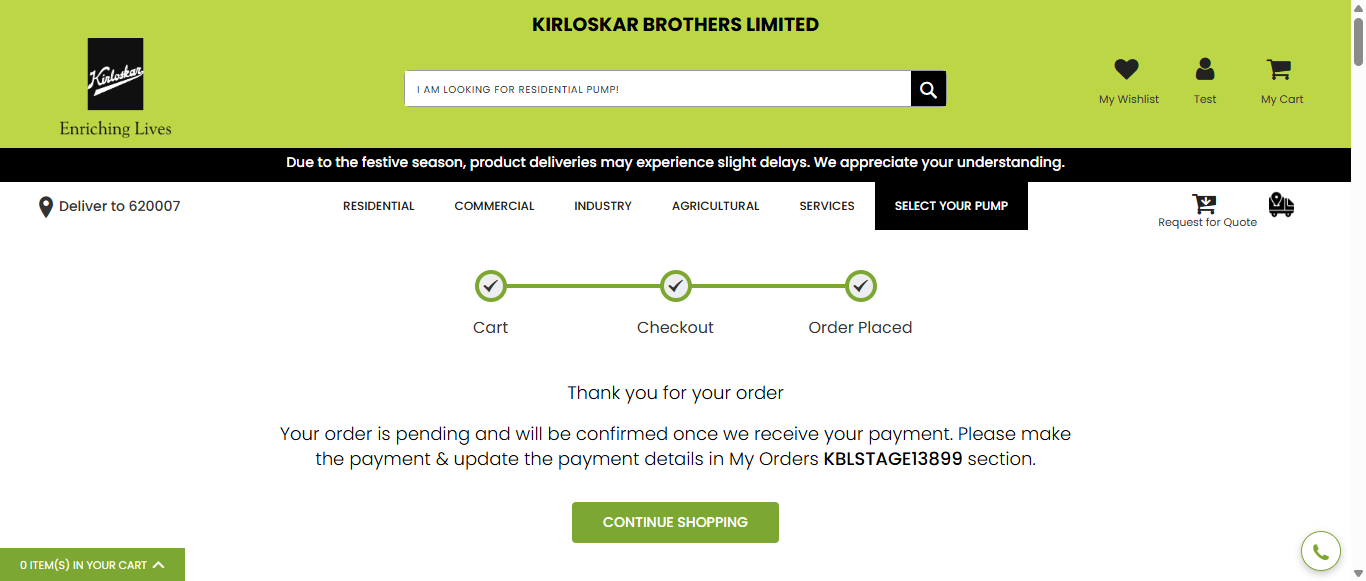 KIRLOSKAR BROTHERS LIMITED
Kirloskar
Enriching Lives
I AM LOOKING FOR RESIDENTIAL PUMP!
My Wishlist
Test
My Cart
Due to the festive season, product deliveries may experience slight delays. We appreciate your understanding.
Deliver to 620007
RESIDENTIAL
COMMERCIAL
INDUSTRY
AGRICULTURAL
SERVICES
SELECT YOUR PUMP
Request for Quote
Cart
Checkout
Order Placed
Thank you for your order
Your order is pending and will be confirmed once we receive your payment. Please make
the payment & update the payment details in My Orders KBLSTAGE13899 section.
CONTINUE SHOPPING
0 ITEM(S) IN YOUR CART